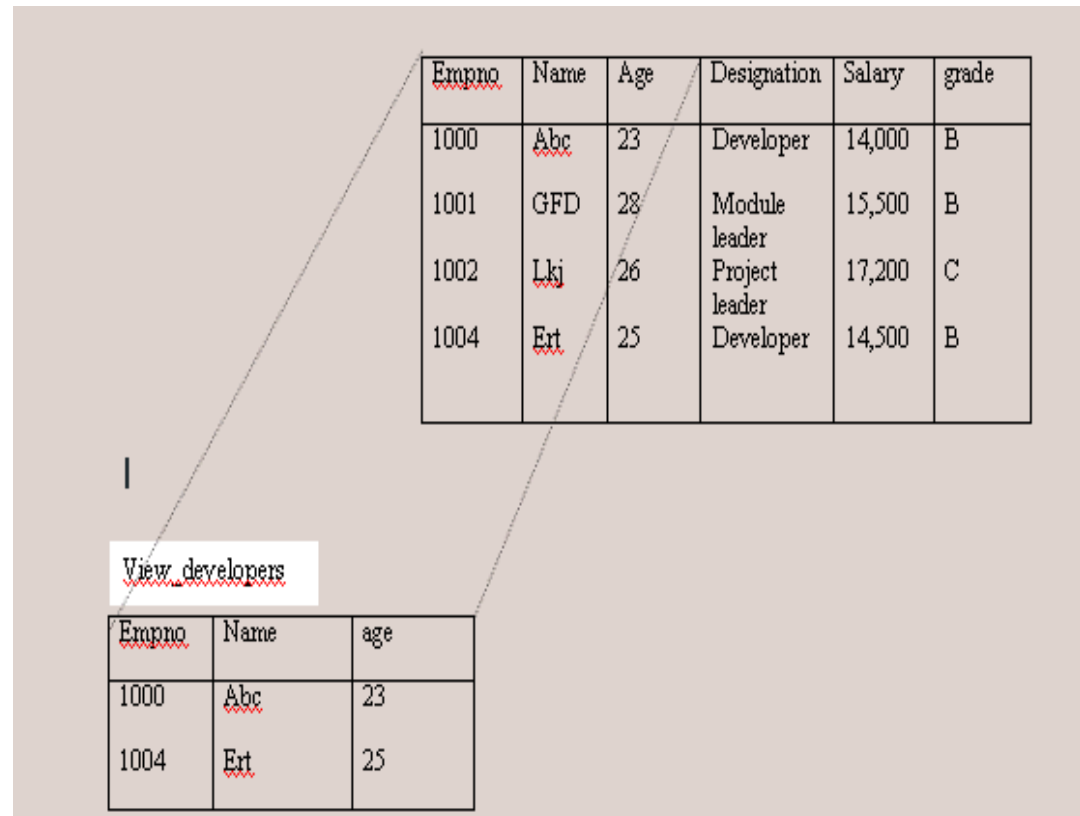 Empno Name Age Designation Salary grade
1000 Abc 23 Developer 14,000 B
1001 GFD 28 Module leader 15,500 B
1002 Lkj 26 Project leader 17,200 C
1004 Ert 25 Developer 14,500 B
View_developers
Empno Name age
1000 Abc 23
1004 Ert 25